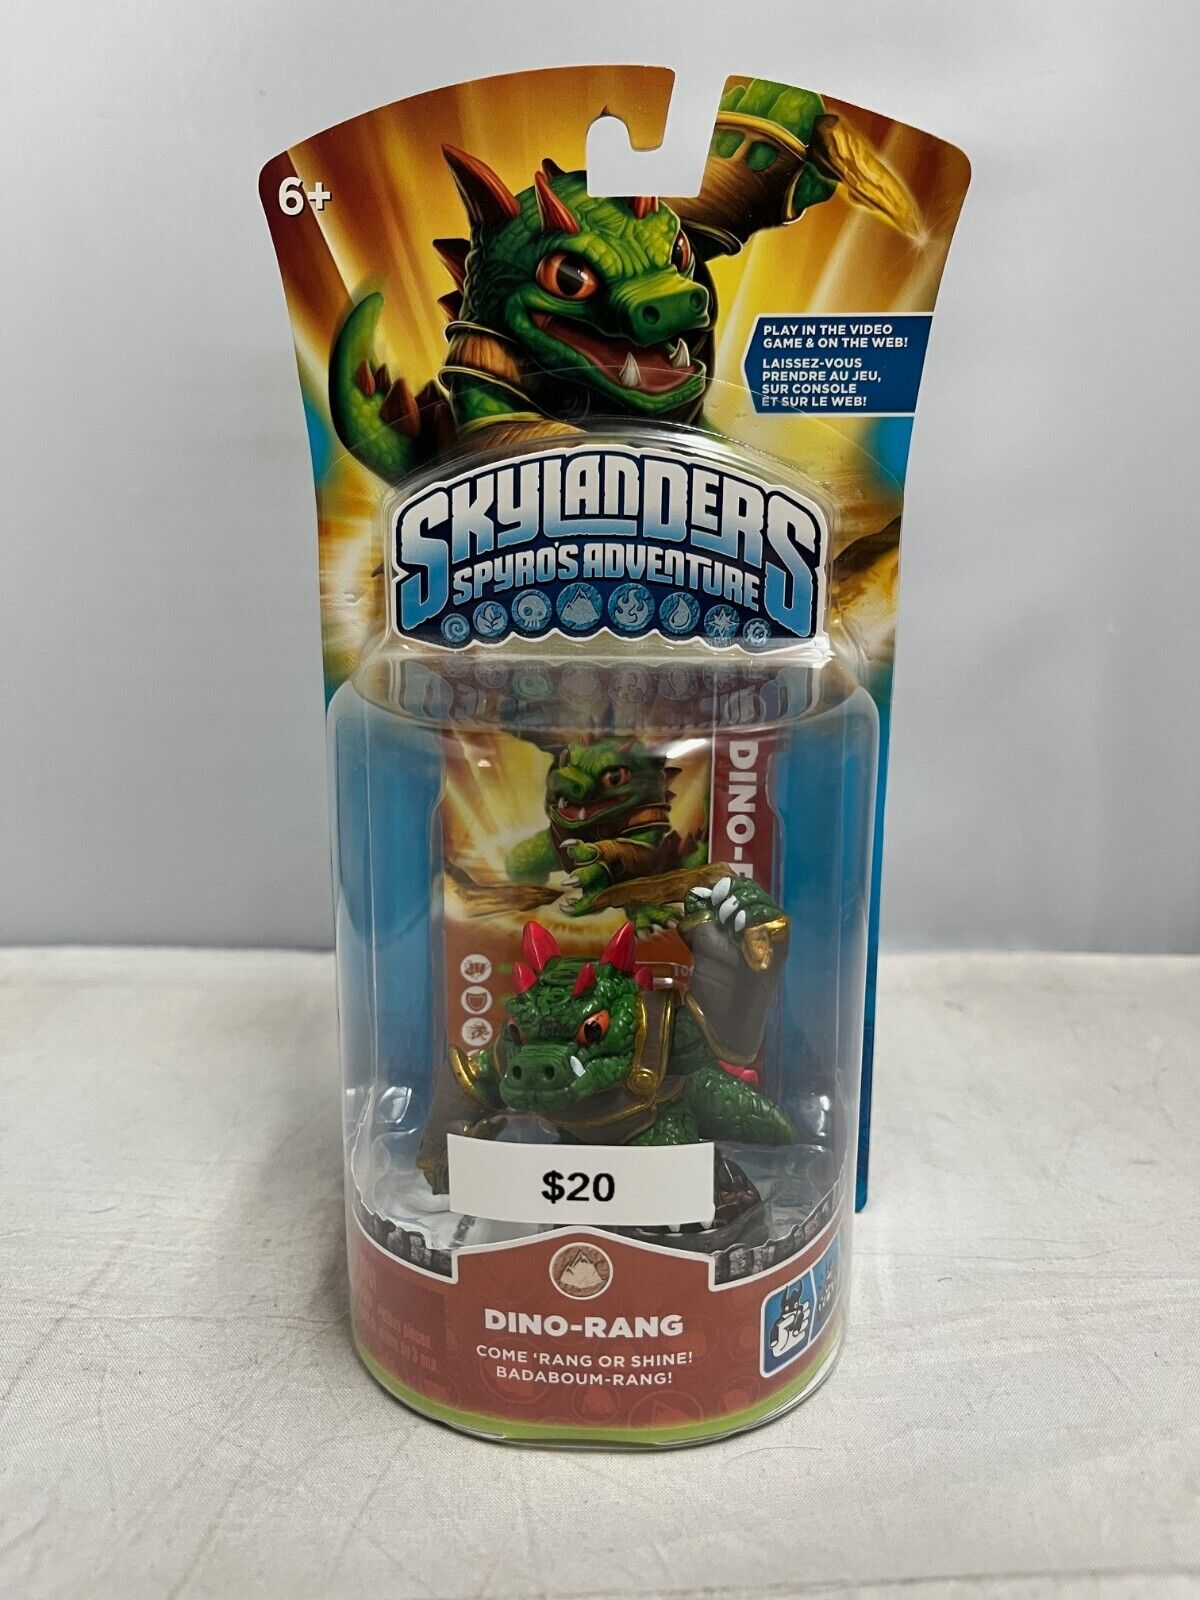 6+
PLAY IN THE VIDEO
GAME & ON THE WEB!
LAISSEZ-VOUS
PRENDRE AU JEU,
SUR CONSOLE
ET SUR LE WEB!
SKYLANDERS
SPYRO'S ADVENTURE
DINO-
$20
DINO-RANG
COME 'RANG OR SHINE!
BADABOUM-RANG!